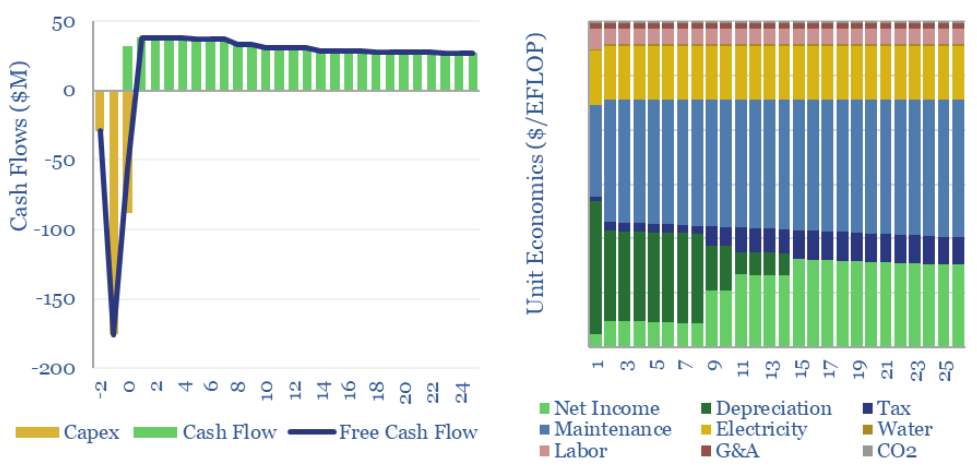 Cash Flows ($M)
50
0
-50
-100
-150
-200
-2 0 2 4 6 8 10 12 14 16 18 20 22 24
Capex Cash Flow Free Cash Flow
Unit Economics ($/EFLOP)
1 3 5 7 9 11 13 15 17 19 21 23 25
Net Income Depreciation Tax
Maintenance Electricity Water
Labor G&A CO2